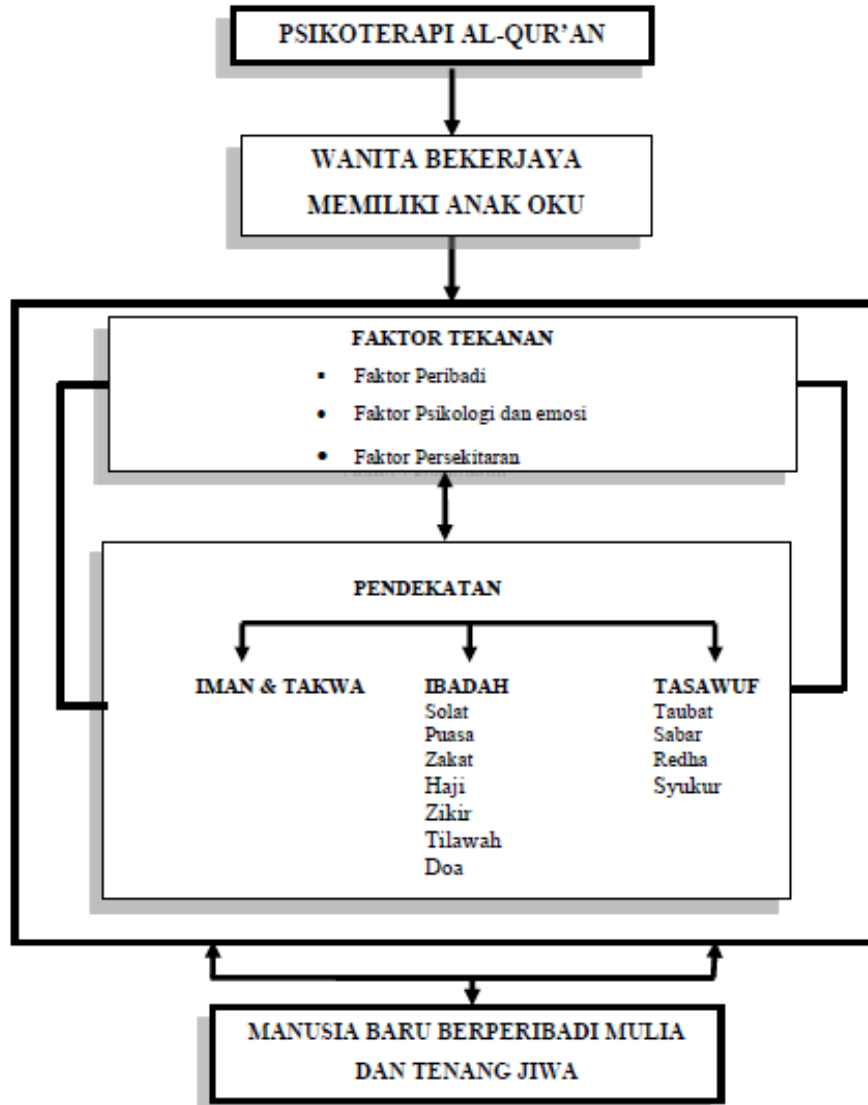 PSIKOTERAPI AL-QUR’AN
WANITA BEKERJAYA
MEMILIKI ANAK OKU
FAKTOR TEKANAN
▪ Faktor Peribadi
• Faktor Psikologi dan emosi
• Faktor Persekitaran
PENDEKATAN
IMAN & TAKWA
IBADAH
Solat
Puasa
Zakat
Haji
Zikir
Tilawah
Doa
TASAWUF
Taubat
Sabar
Redha
Syukur
MANUSIA BARU BERPERIBADI MULIA
DAN TENANG JIWA